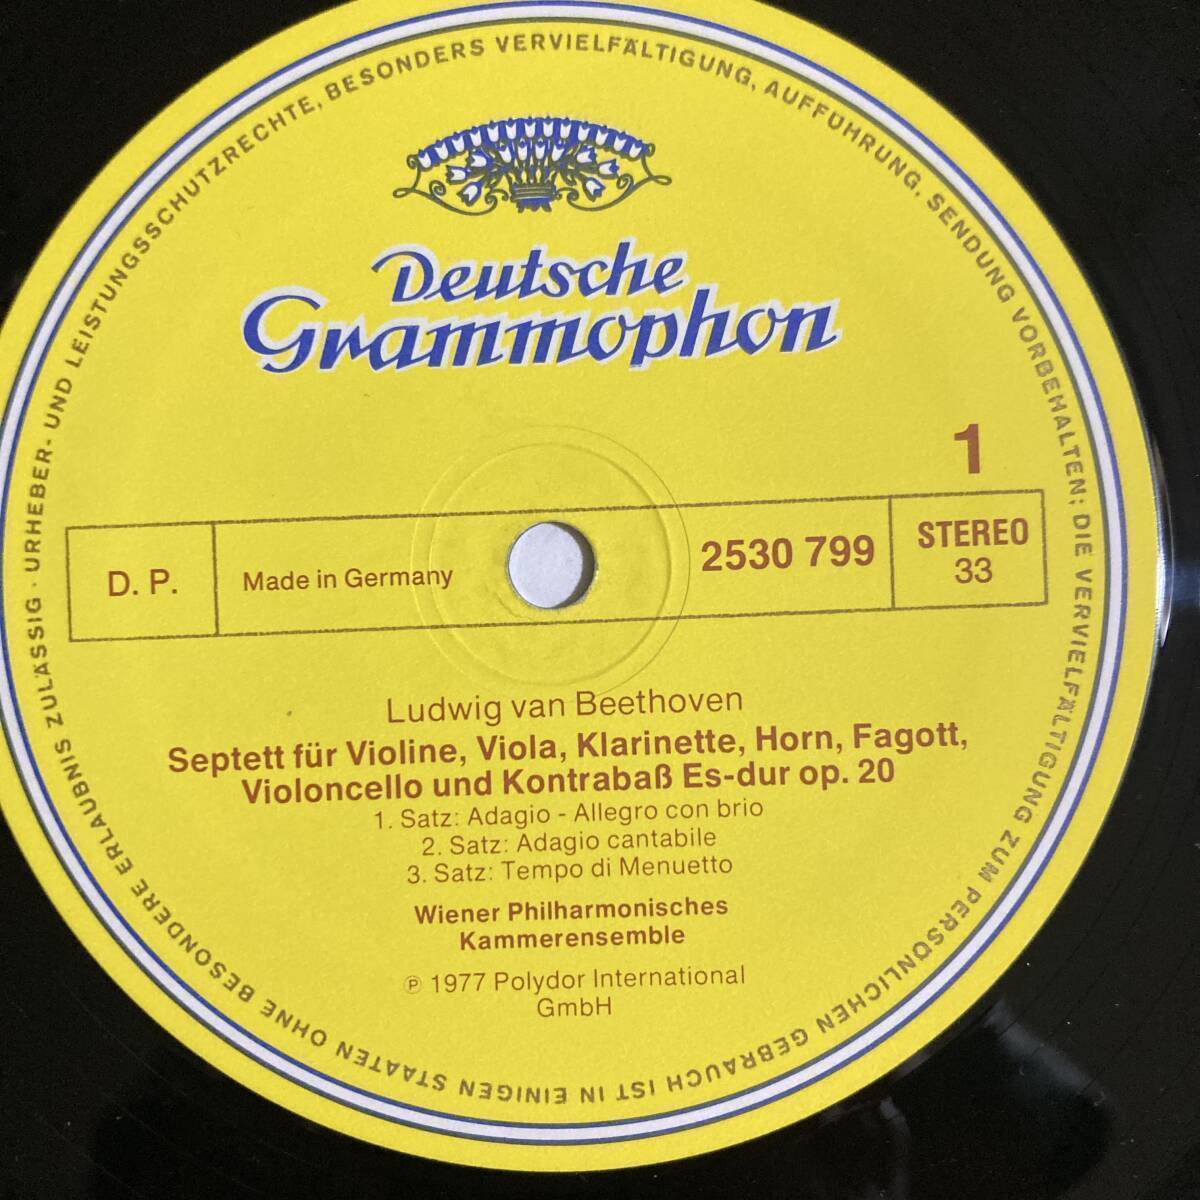 URHEBER- UND LEISTUNGSSCHUTZRECHTE, BESONDERS VERVIELFÄLTIGUNG, AUFFÜHRUNG, SENDUNG VORBEHALTEN; DIE VERVIELFÄLTIGUNG ZUM PERSÖNLICHEN GEBRAUCH IST IN EINIGEN STAATEN OHNE BESONDERE ERLAUBNIS ZULÄSSIG ·
Deutsche
Grammophon
1
D. P.
Made in Germany
2530 799
STEREO
33
Ludwig van Beethoven
Septett für Violine, Viola, Klarinette, Horn, Fagott,
Violoncello und Kontrabaß Es-dur op. 20
1. Satz: Adagio - Allegro con brio
2. Satz: Adagio cantabile
3. Satz: Tempo di Menuetto
Wiener Philharmonisches
Kammerensemble
℗ 1977 Polydor International
GmbH